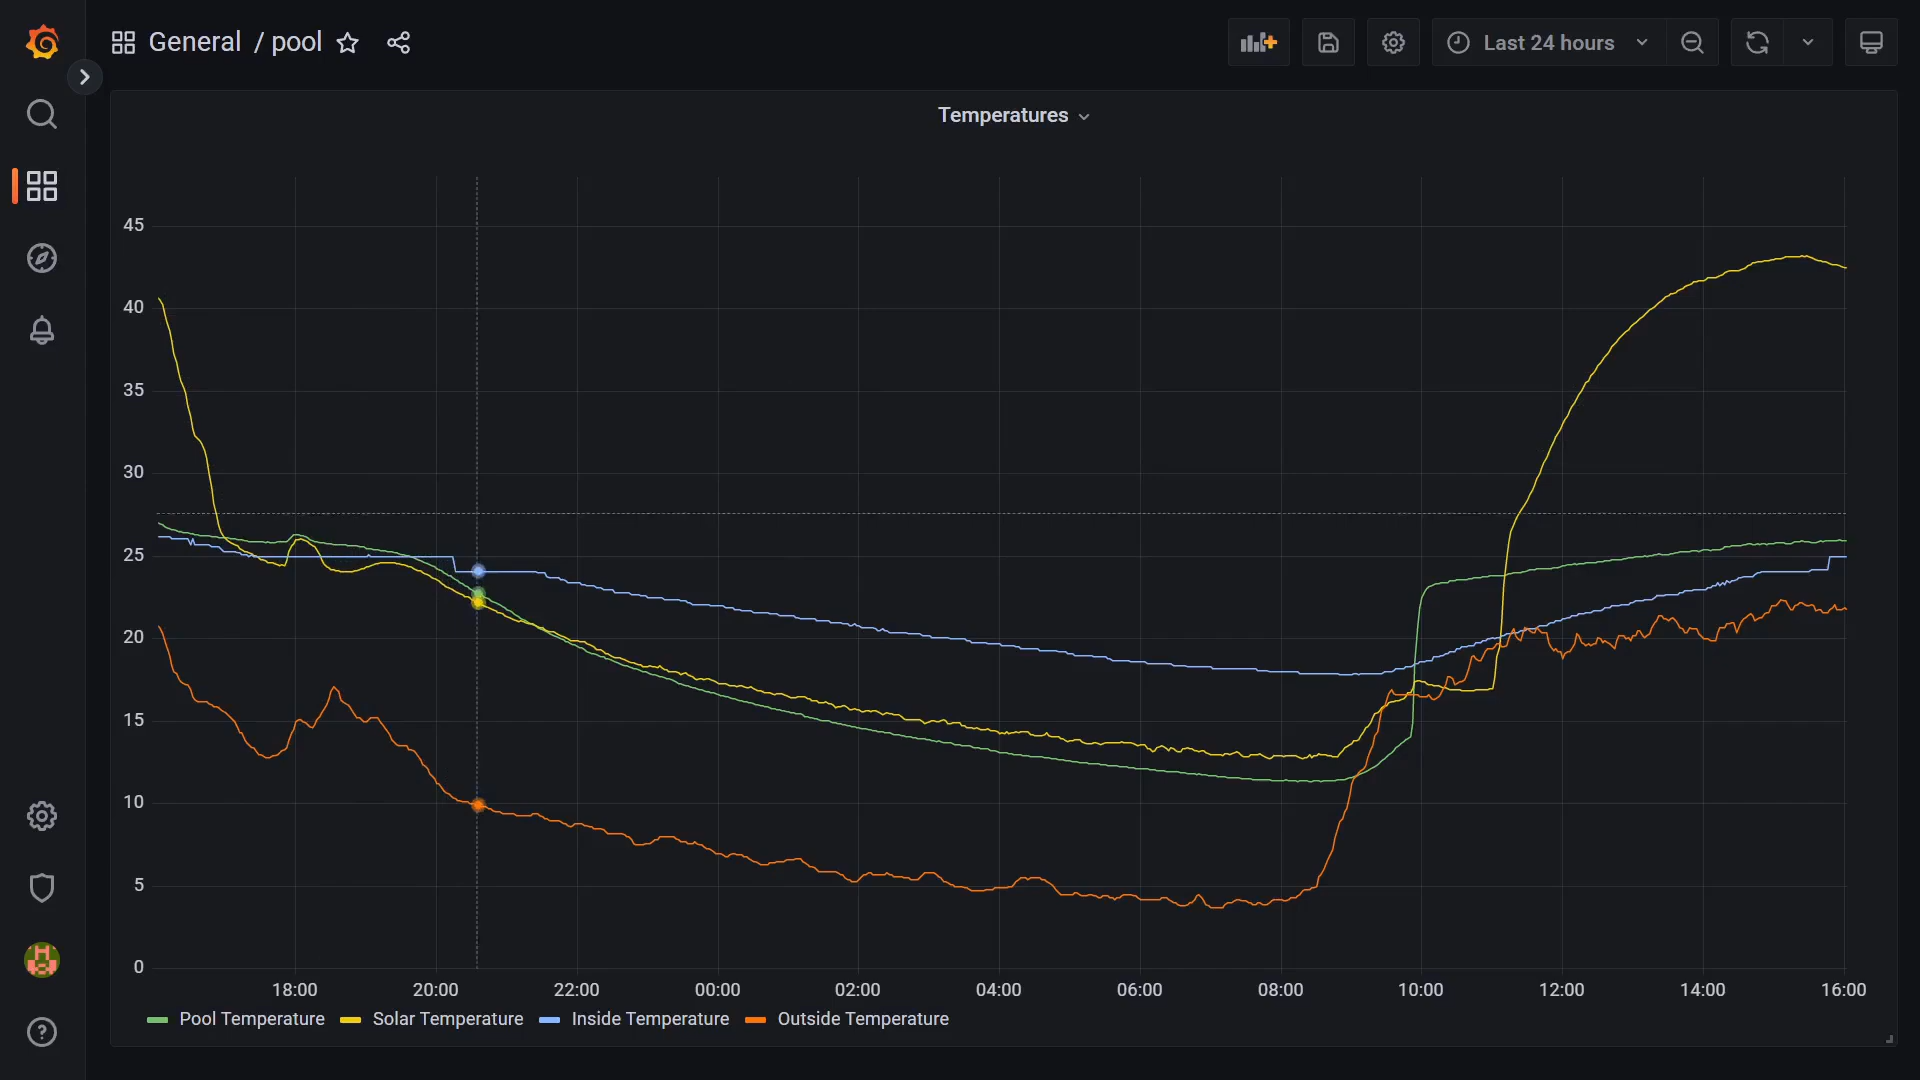 General / pool
Last 24 hours
Temperatures
45
40
35
30
25
20
15
10
5
0
18:00 20:00 22:00 00:00 02:00 04:00 06:00 08:00 10:00 12:00 14:00 16:00
Pool Temperature Solar Temperature Inside Temperature Outside Temperature